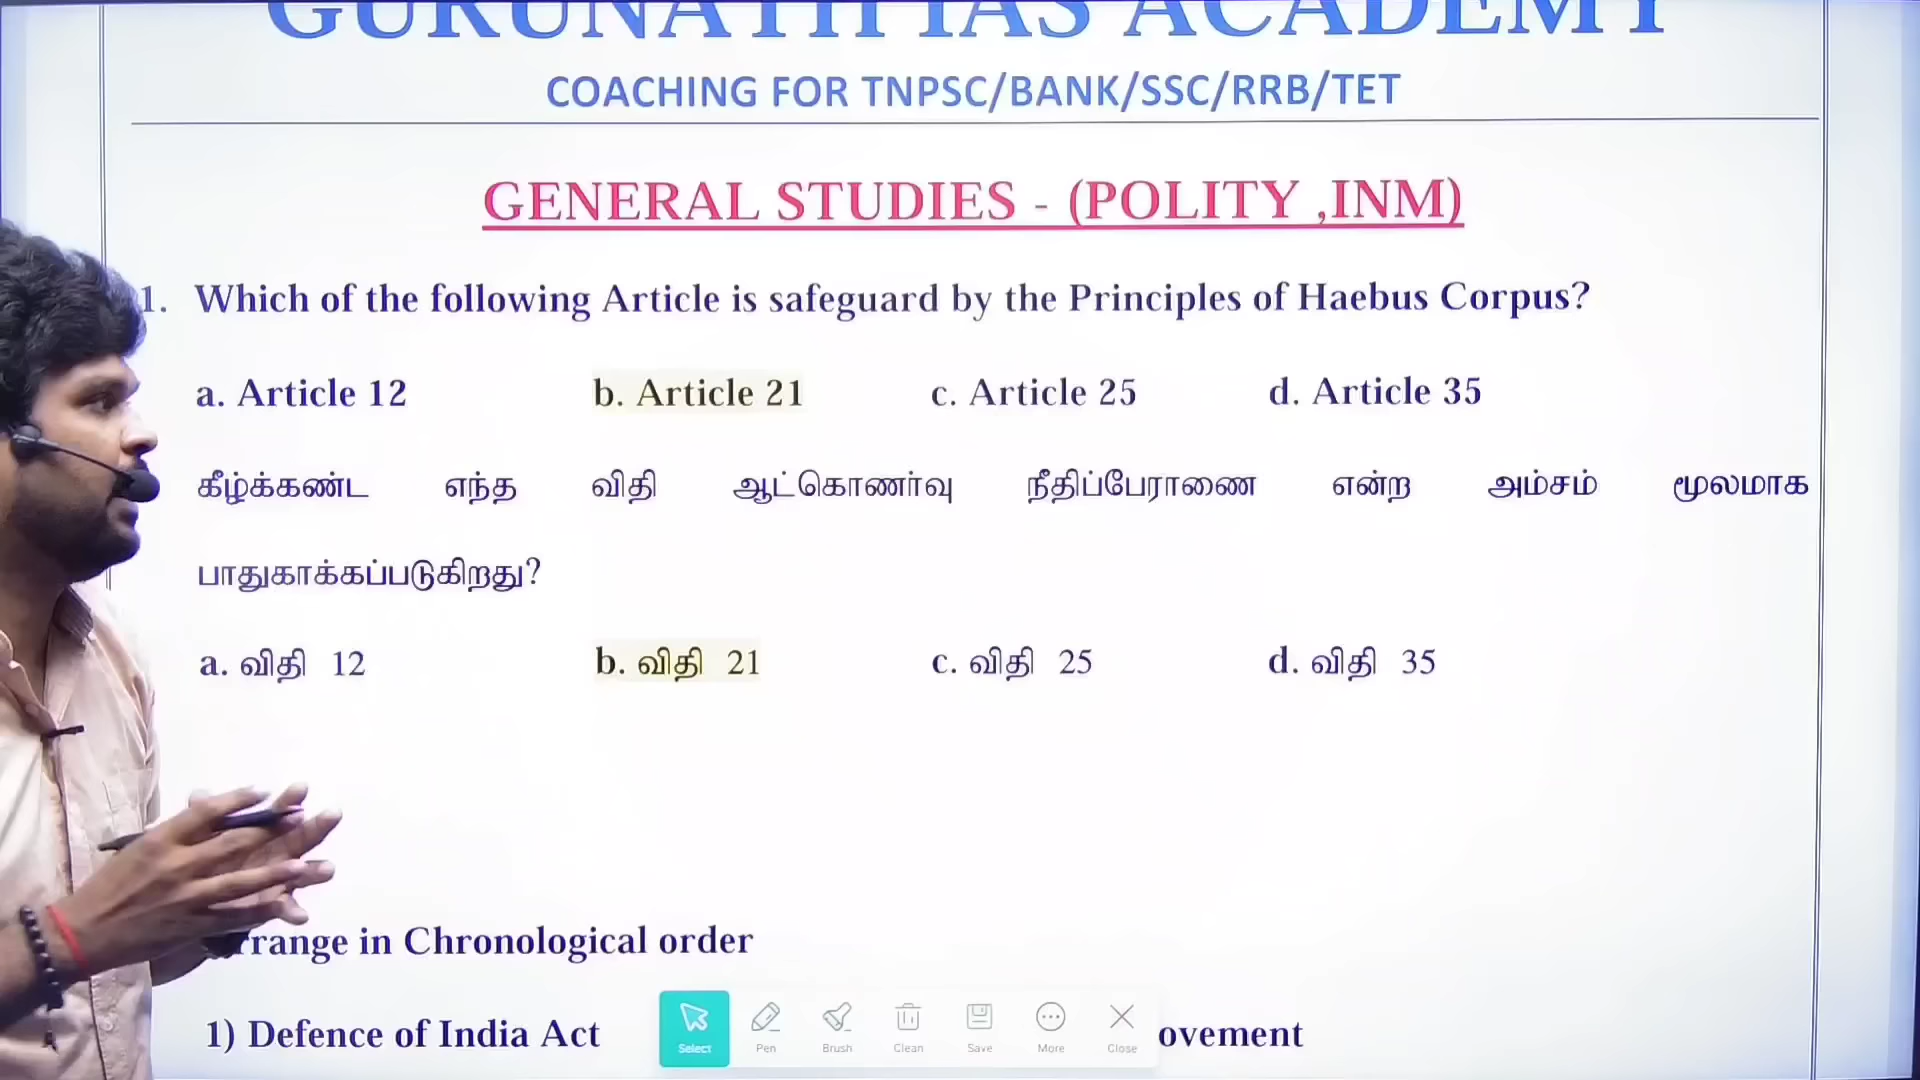 GURUNATH IAS ACADEMY
COACHING FOR TNPSC/BANK/SSC/RRB/TET
GENERAL STUDIES - (POLITY ,INM)
1. Which of the following Article is safeguard by the Principles of Haebus Corpus?
a. Article 12 b. Article 21 c. Article 25 d. Article 35
கீழ்க்கண்ட எந்த விதி ஆட்கொணர்வு நீதிப்பேராணை என்ற அம்சம் மூலமாக
பாதுகாக்கப்படுகிறது?
a. விதி 12 b. விதி 21 c. விதி 25 d. விதி 35
rrange in Chronological order
1) Defence of India Act ovement
Select Pen Brush Clean Save More Close